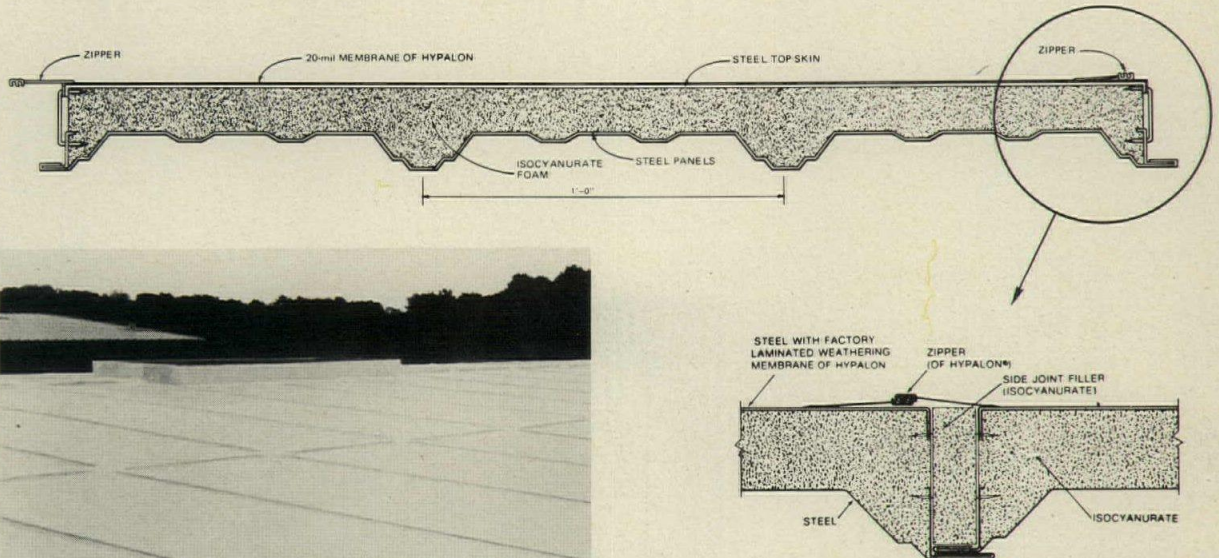 ZIPPER
20-mil MEMBRANE OF HYPALON
STEEL TOP SKIN
ZIPPER
ISOCYANURATE
FOAM
STEEL PANELS
1'-0"
STEEL WITH FACTORY
LAMINATED WEATHERING
MEMBRANE OF HYPALON
ZIPPER
(OF HYPALON®)
SIDE JOINT FILLER
(ISOCYANURATE)
STEEL
ISOCYANURATE